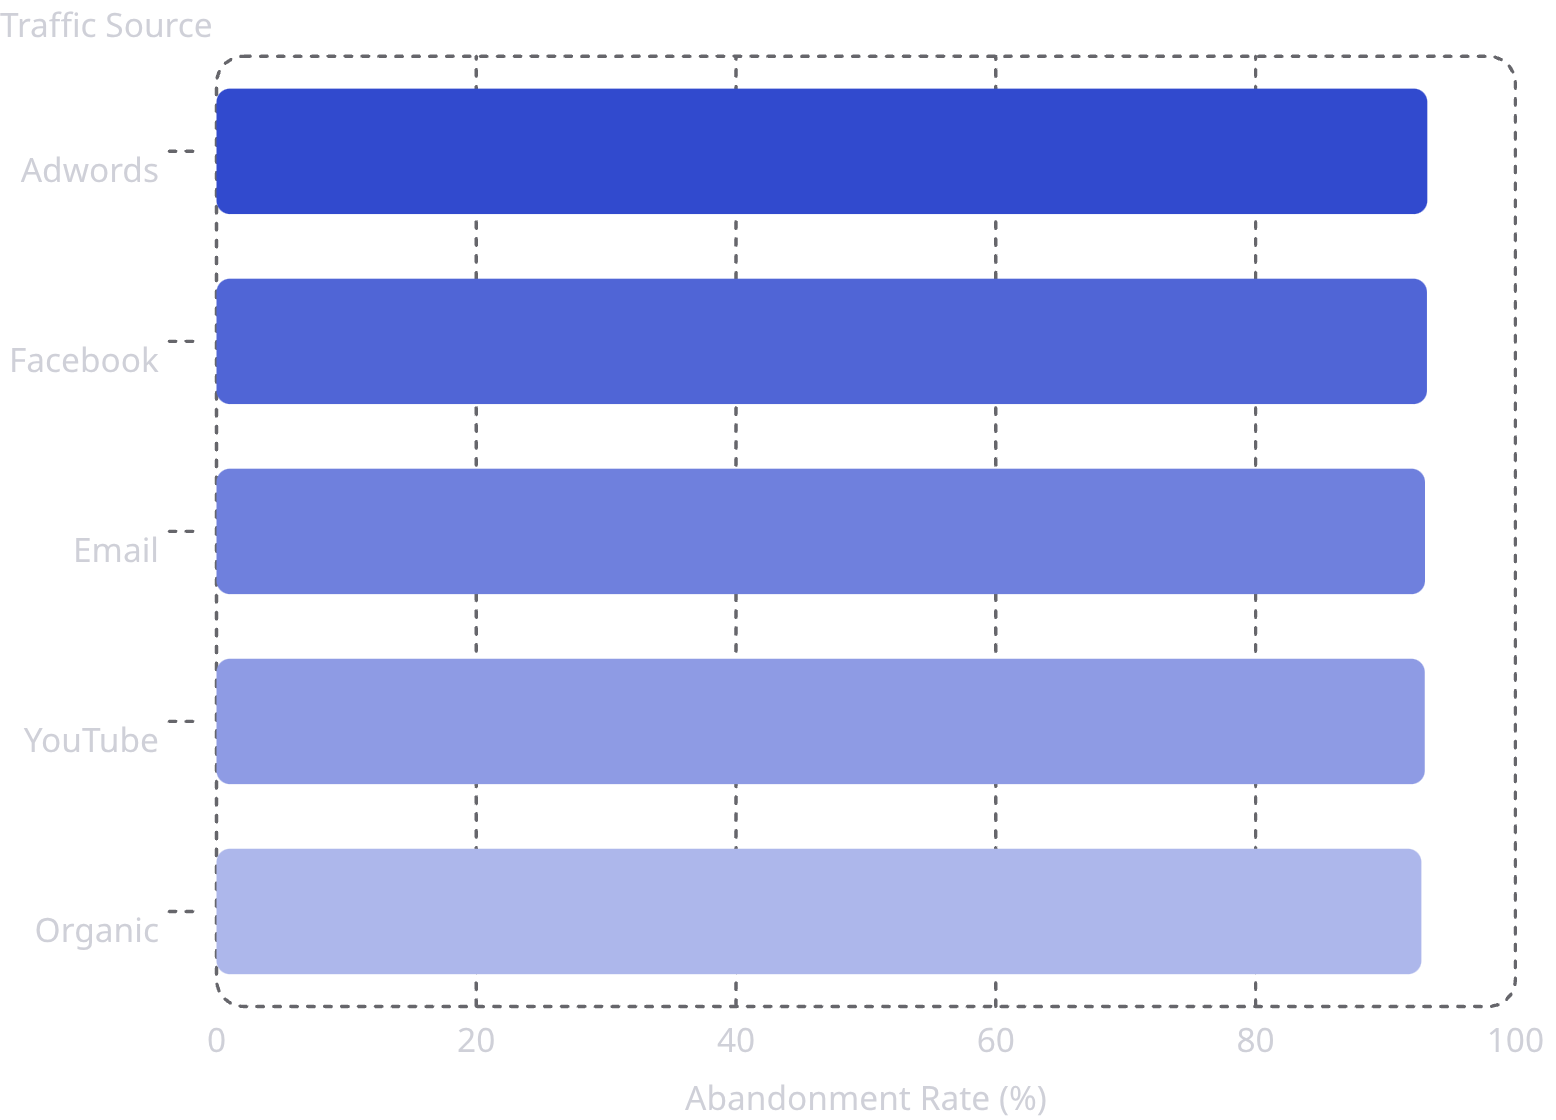 Traffic Source
Adwords
Facebook
Email
YouTube
Organic
0 20 40 60 80 100
Abandonment Rate (%)